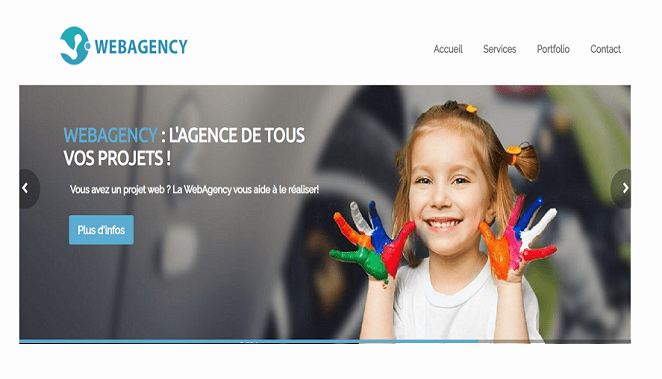 WEBAGENCY
Accueil Services Portfolio Contact
WEBAGENCY : L'AGENCE DE TOUS
VOS PROJETS !
Vous avez un projet web ? La WebAgency vous aide à le réaliser!
Plus d'infos